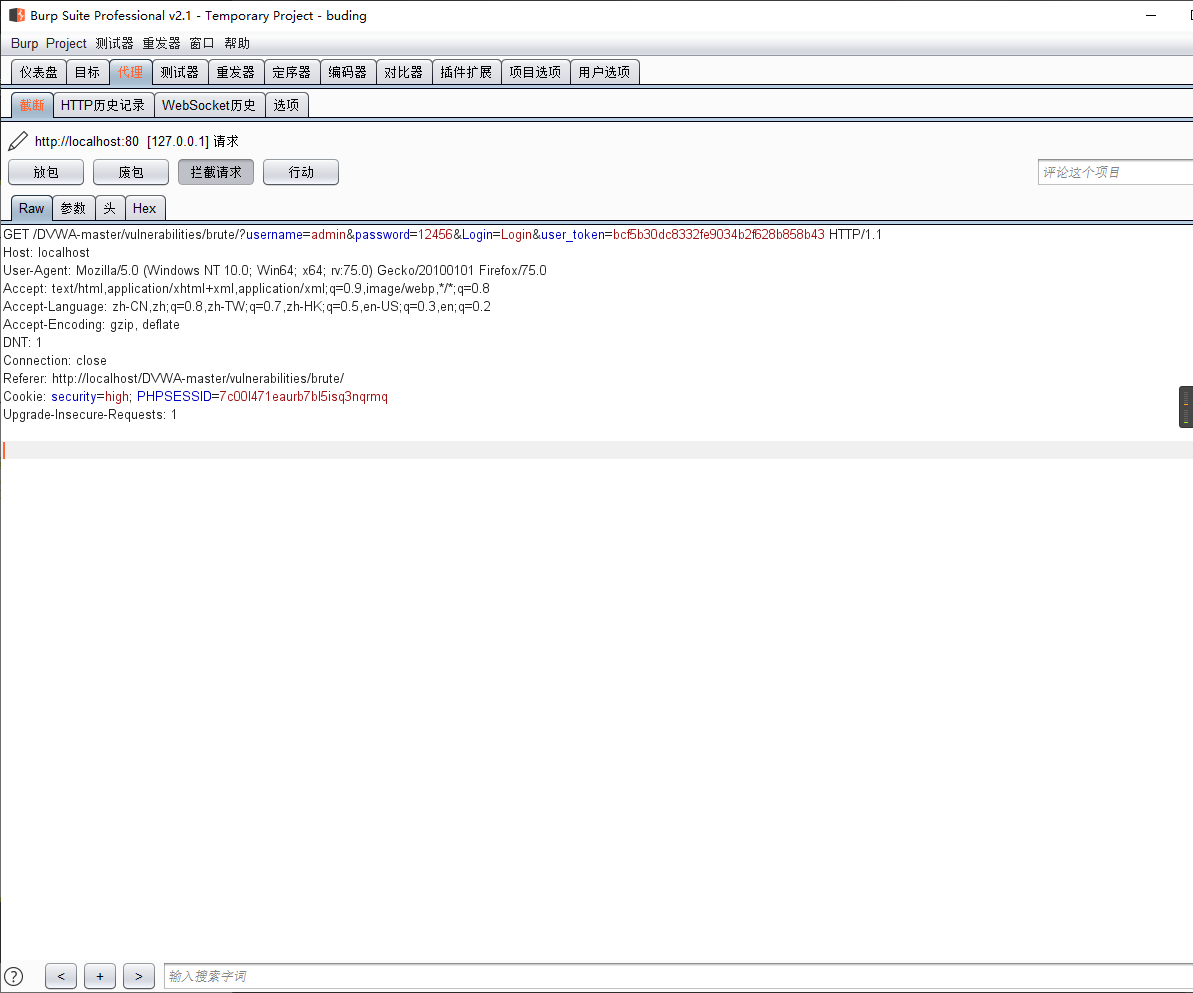 Burp Suite Professional v2.1 - Temporary Project - buding
Burp Project 测试器 重发器 窗口 帮助
仪表盘 目标 代理 测试器 重发器 定序器 编码器 对比器 插件扩展 项目选项 用户选项
截断 HTTP历史记录 WebSocket历史 选项
http://localhost:80 [127.0.0.1] 请求
放包 废包 拦截请求 行动 评论这个项目
Raw 参数 头 Hex
GET /DVWA-master/vulnerabilities/brute/?username=admin&password=12456&Login=Login&user_token=bcf5b30dc8332fe9034b2f628b858b43 HTTP/1.1
Host: localhost
User-Agent: Mozilla/5.0 (Windows NT 10.0; Win64; x64; rv:75.0) Gecko/20100101 Firefox/75.0
Accept: text/html,application/xhtml+xml,application/xml;q=0.9,image/webp,*/*;q=0.8
Accept-Language: zh-CN,zh;q=0.8,zh-TW;q=0.7,zh-HK;q=0.5,en-US;q=0.3,en;q=0.2
Accept-Encoding: gzip, deflate
DNT: 1
Connection: close
Referer: http://localhost/DVWA-master/vulnerabilities/brute/
Cookie: security=high; PHPSESSID=7c00l471eaurb7bl5isq3nqrmq
Upgrade-Insecure-Requests: 1
? < + > 输入搜索字词